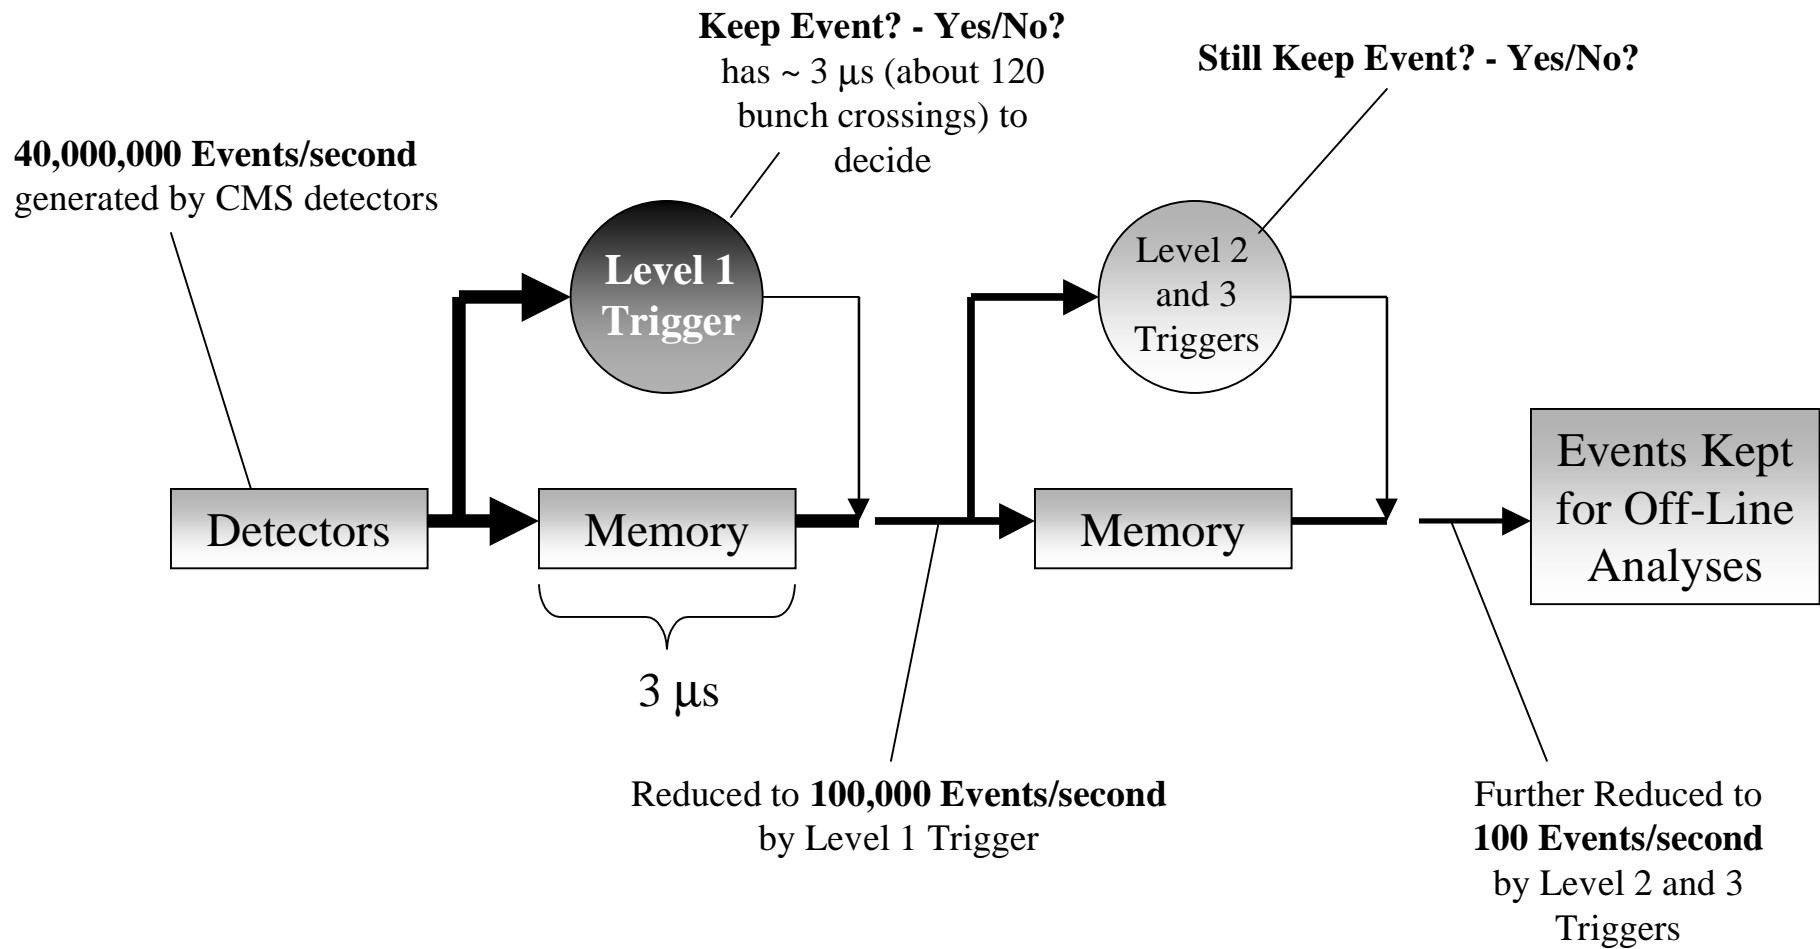 Keep Event? - Yes/No?
has ~ 3 μs (about 120
bunch crossings) to
decide
Still Keep Event? - Yes/No?
40,000,000 Events/second
generated by CMS detectors
Level 1
Trigger
Level 2
and 3
Triggers
Detectors
Memory
Memory
Events Kept
for Off-Line
Analyses
3 μs
Reduced to 100,000 Events/second
by Level 1 Trigger
Further Reduced to
100 Events/second
by Level 2 and 3
Triggers